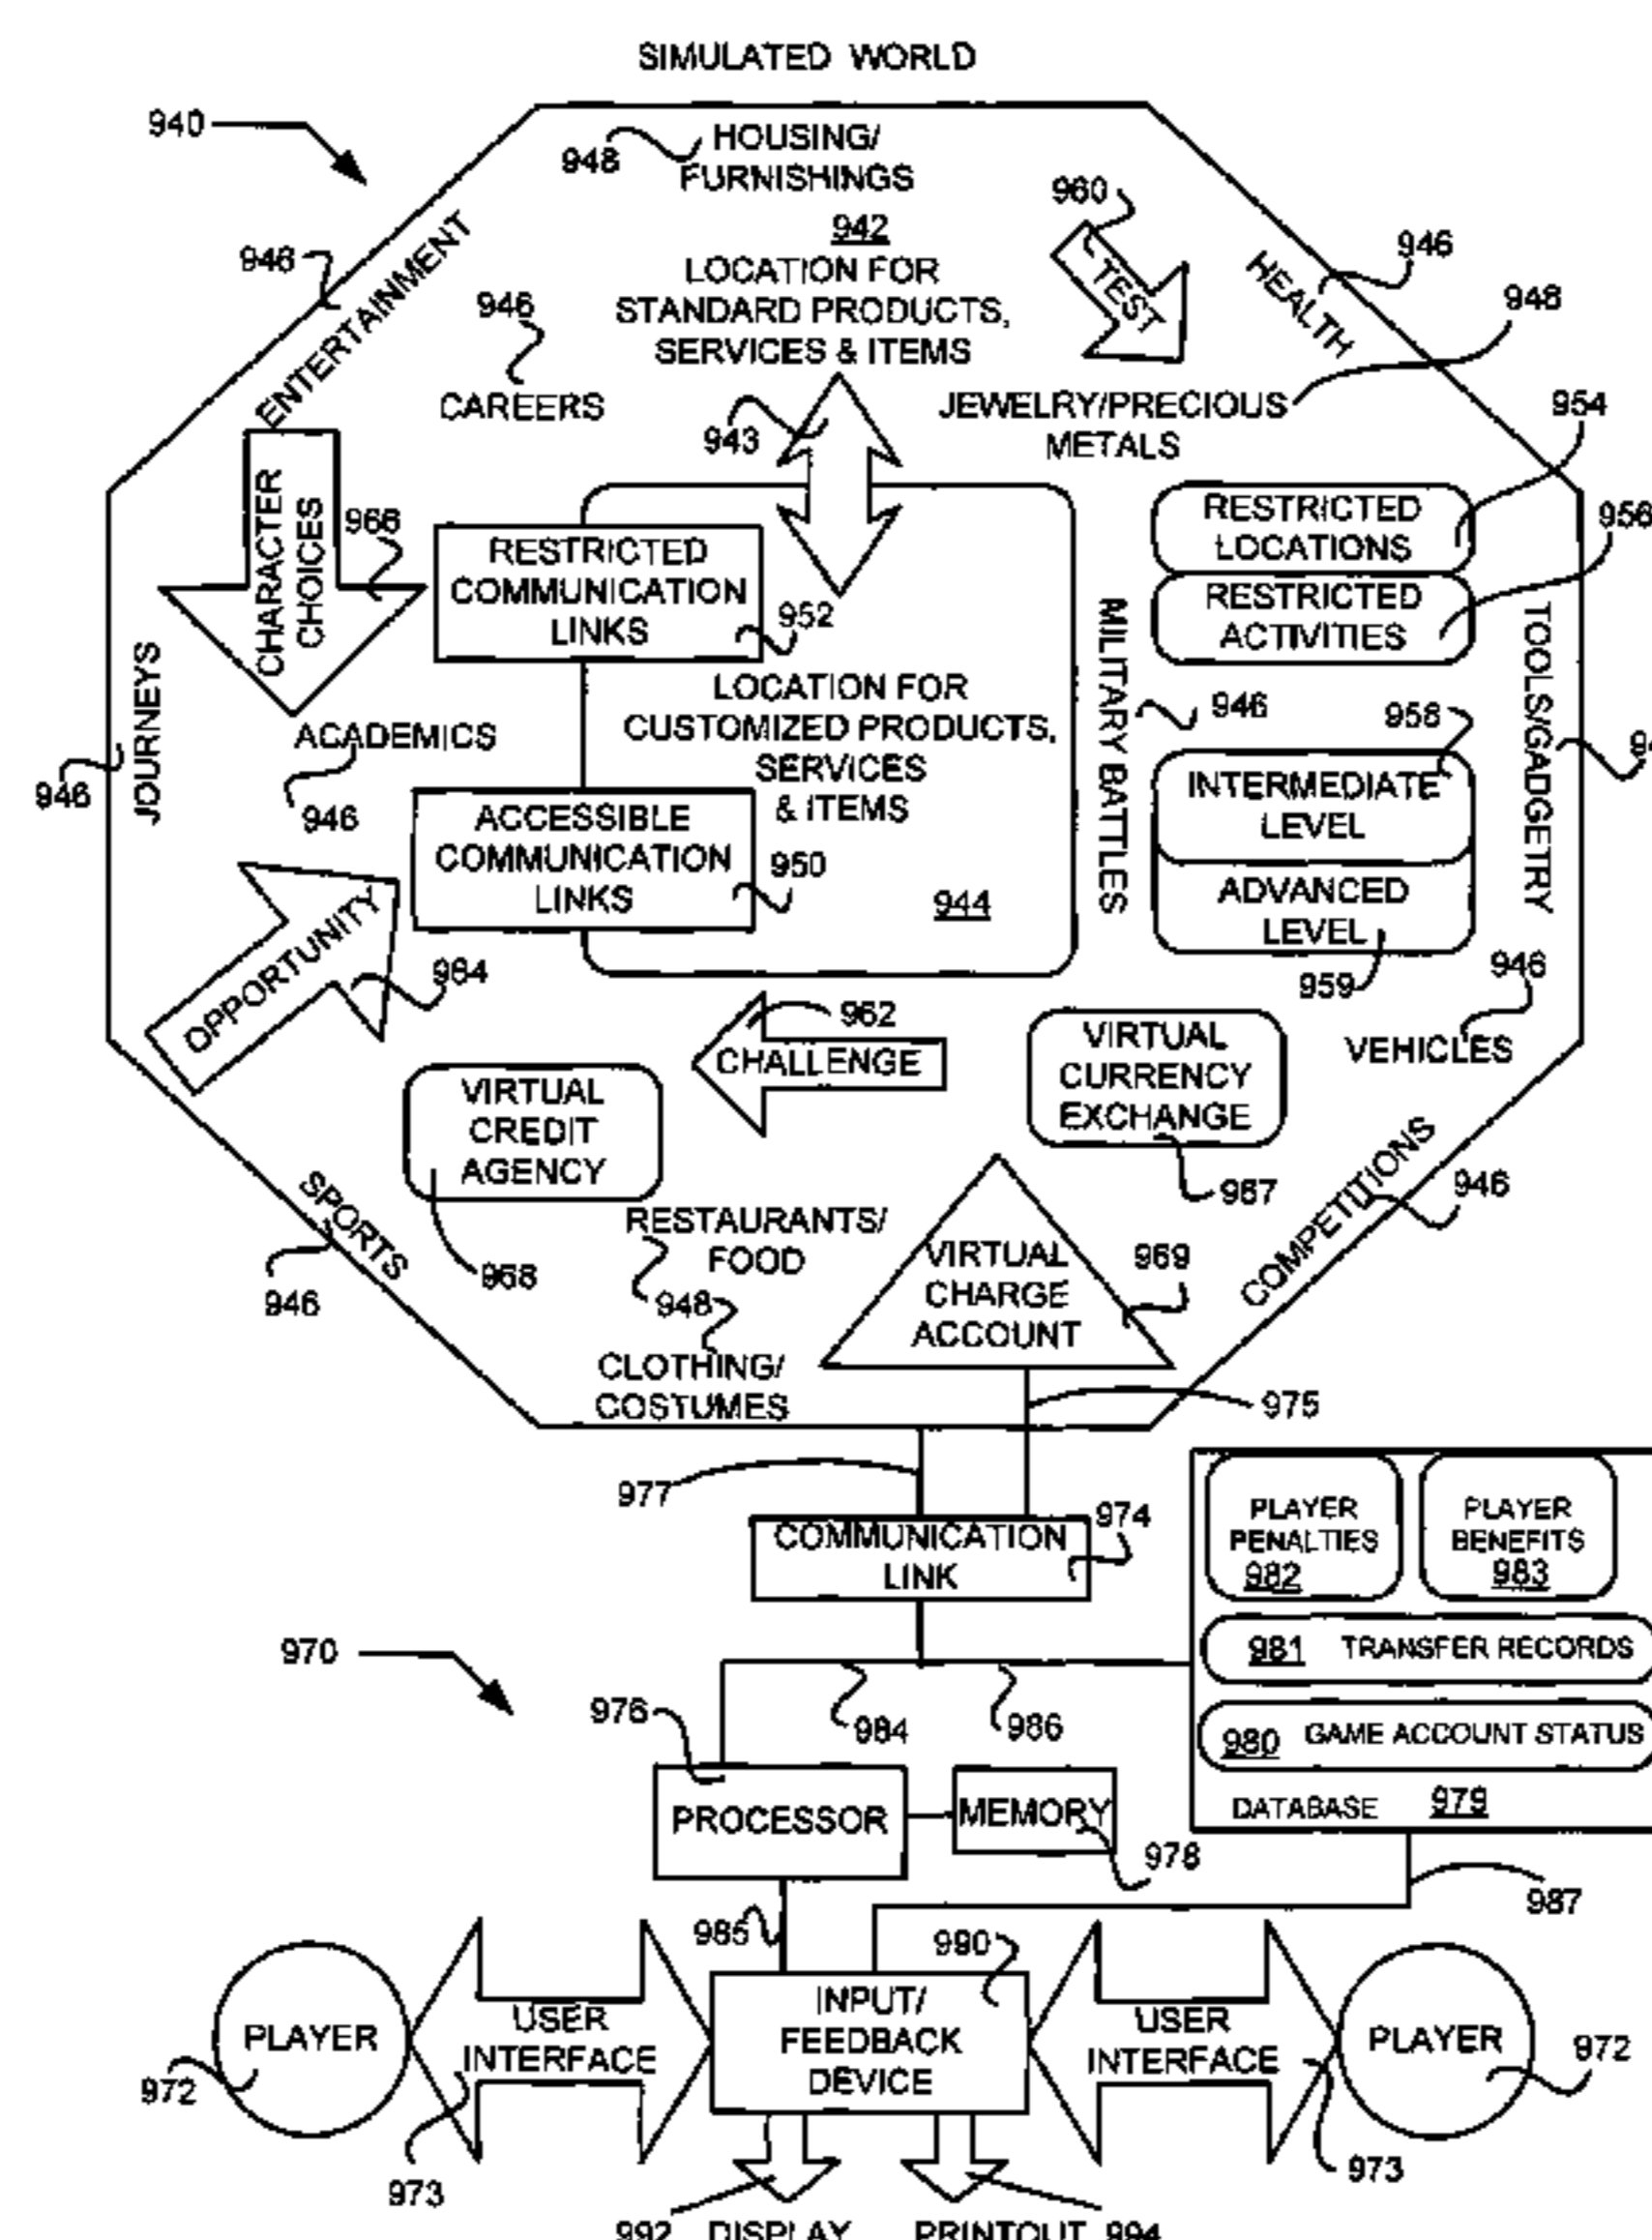 SIMULATED WORLD
940
948
HOUSING/
FURNISHINGS
960
942
LOCATION FOR
STANDARD PRODUCTS,
SERVICES & ITEMS
TEST
946
ENTERTAINMENT
946
HEALTH
948
946
CAREERS
943
JEWELRY/PRECIOUS
METALS
954
CHARACTER
CHOICES
966
RESTRICTED
COMMUNICATION
LINKS
952
RESTRICTED
LOCATIONS
956
RESTRICTED
ACTIVITIES
JOURNEYS
946
ACADEMICS
946
LOCATION FOR
CUSTOMIZED PRODUCTS,
SERVICES
& ITEMS
944
MILITARY BATTLES
946
958
TOOLS/GADGETRY
INTERMEDIATE
LEVEL
ADVANCED
LEVEL
959
ACCESSIBLE
COMMUNICATION
LINKS
950
OPPORTUNITY
964
962
CHALLENGE
VIRTUAL
CURRENCY
EXCHANGE
967
946
VEHICLES
VIRTUAL
CREDIT
AGENCY
968
SPORTS
946
RESTAURANTS/
FOOD
948
CLOTHING/
COSTUMES
VIRTUAL
CHARGE
ACCOUNT
969
COMPETITIONS
946
975
977
COMMUNICATION
LINK
974
PLAYER
PENALTIES
982
PLAYER
BENEFITS
983
981 TRANSFER RECORDS
980 GAME ACCOUNT STATUS
DATABASE 979
970
976
984
986
PROCESSOR
MEMORY
978
987
985
990
PLAYER
972
USER
INTERFACE
973
INPUT/
FEEDBACK
DEVICE
USER
INTERFACE
973
PLAYER
972
992 DISPLAY
PRINTOUT 994